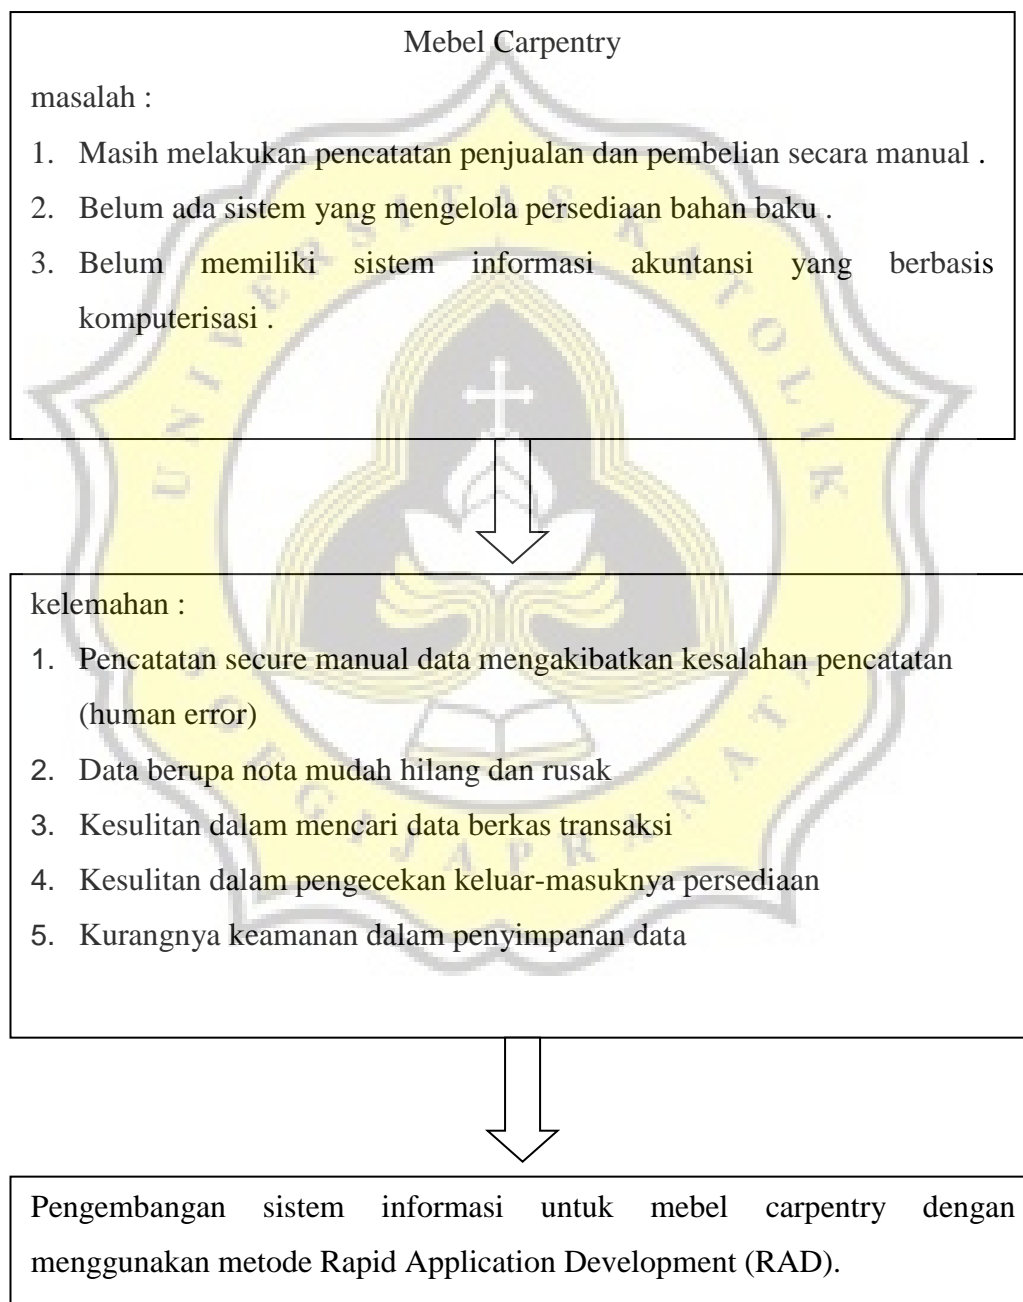 Mebel Carpentry
masalah :
1. Masih melakukan pencatatan penjualan dan pembelian secara manual .
2. Belum ada sistem yang mengelola persediaan bahan baku .
3. Belum memiliki sistem informasi akuntansi yang berbasis
komputerisasi .
UNIVERSITAS KATOLIK
kelemahan :
1. Pencatatan secure manual data mengakibatkan kesalahan pencatatan
(human error)
2. Data berupa nota mudah hilang dan rusak
3. Kesulitan dalam mencari data berkas transaksi
4. Kesulitan dalam pengecekan keluar-masuknya persediaan
5. Kurangnya keamanan dalam penyimpanan data
SOEGIJAPRANATA
Pengembangan sistem informasi untuk mebel carpentry dengan
menggunakan metode Rapid Application Development (RAD).